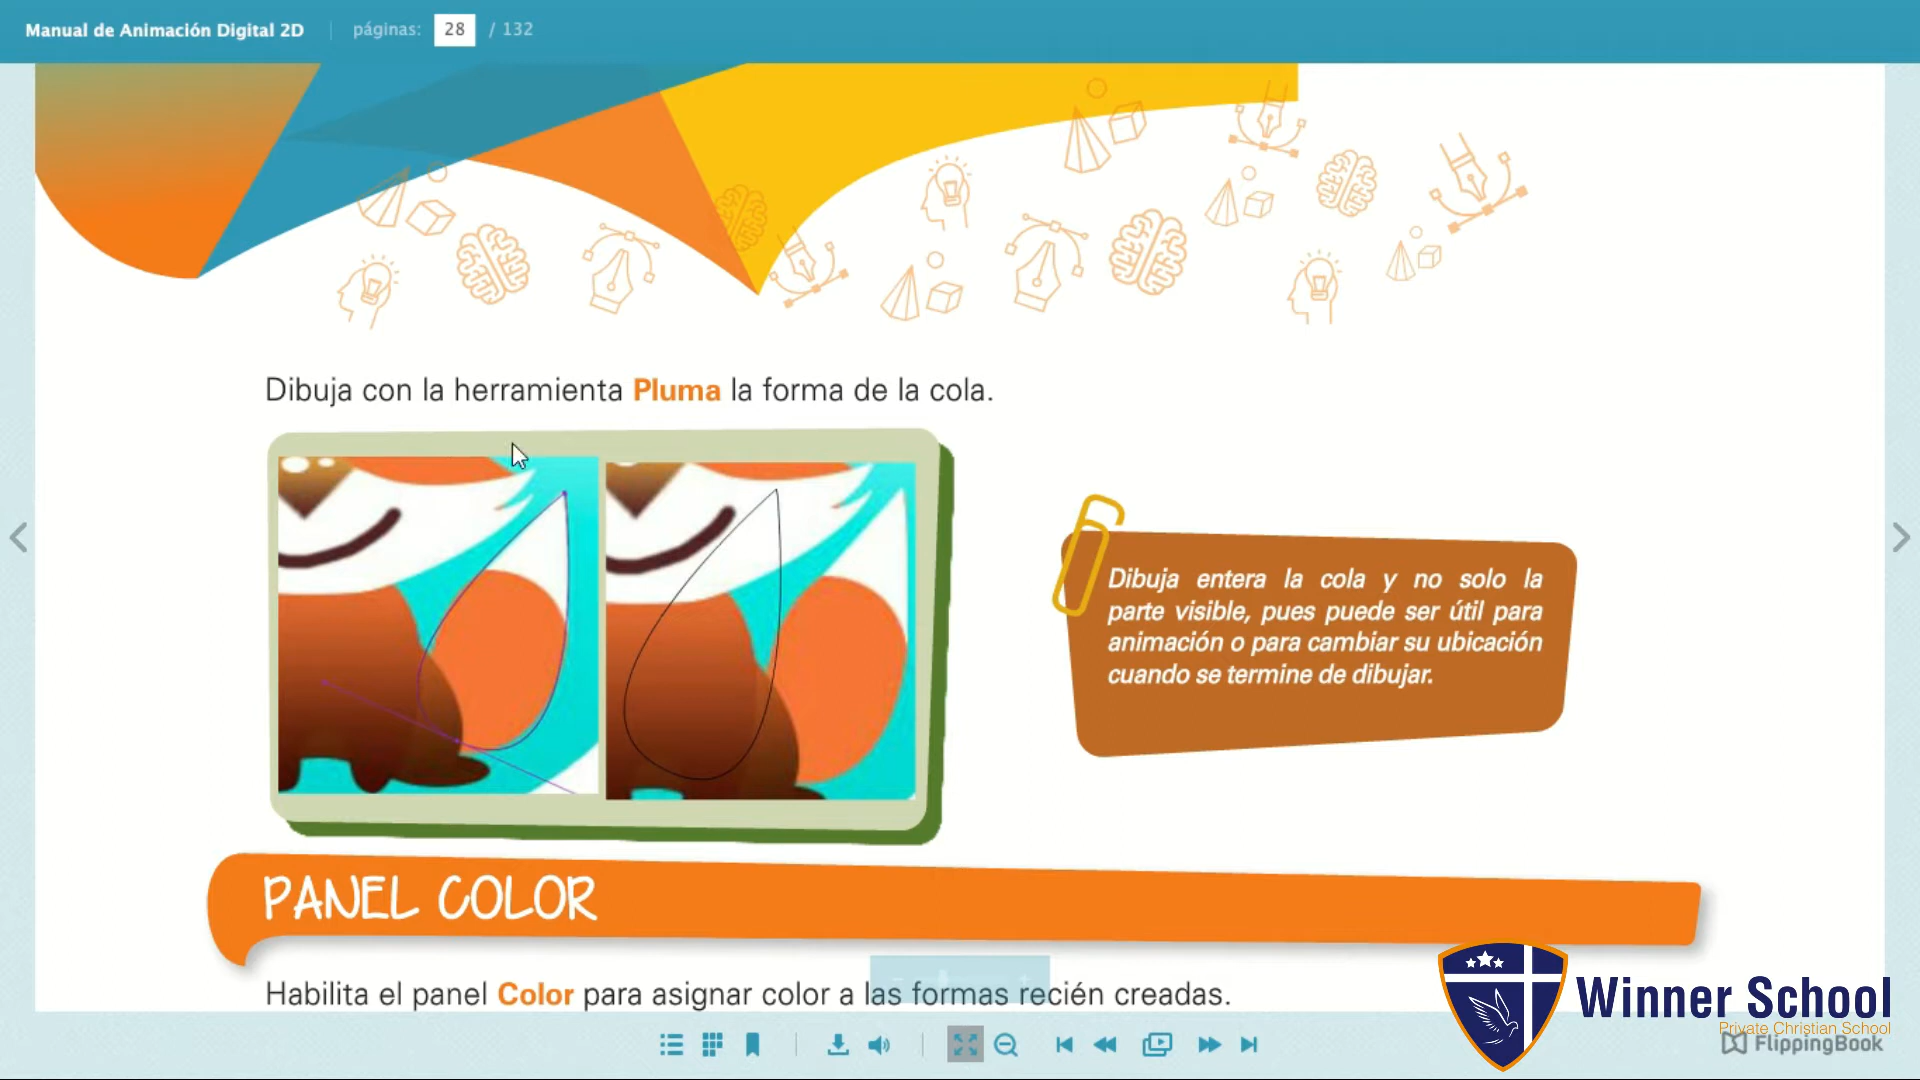 Manual de Animación Digital 2D
páginas: 28 / 132
Dibuja con la herramienta Pluma la forma de la cola.
Dibuja entera la cola y no solo la
parte visible, pues puede ser útil para
animación o para cambiar su ubicación
cuando se termine de dibujar.
PANEL COLOR
Habilita el panel Color para asignar color a las formas recién creadas.
Winner School
Private Christian School
FlippingBook